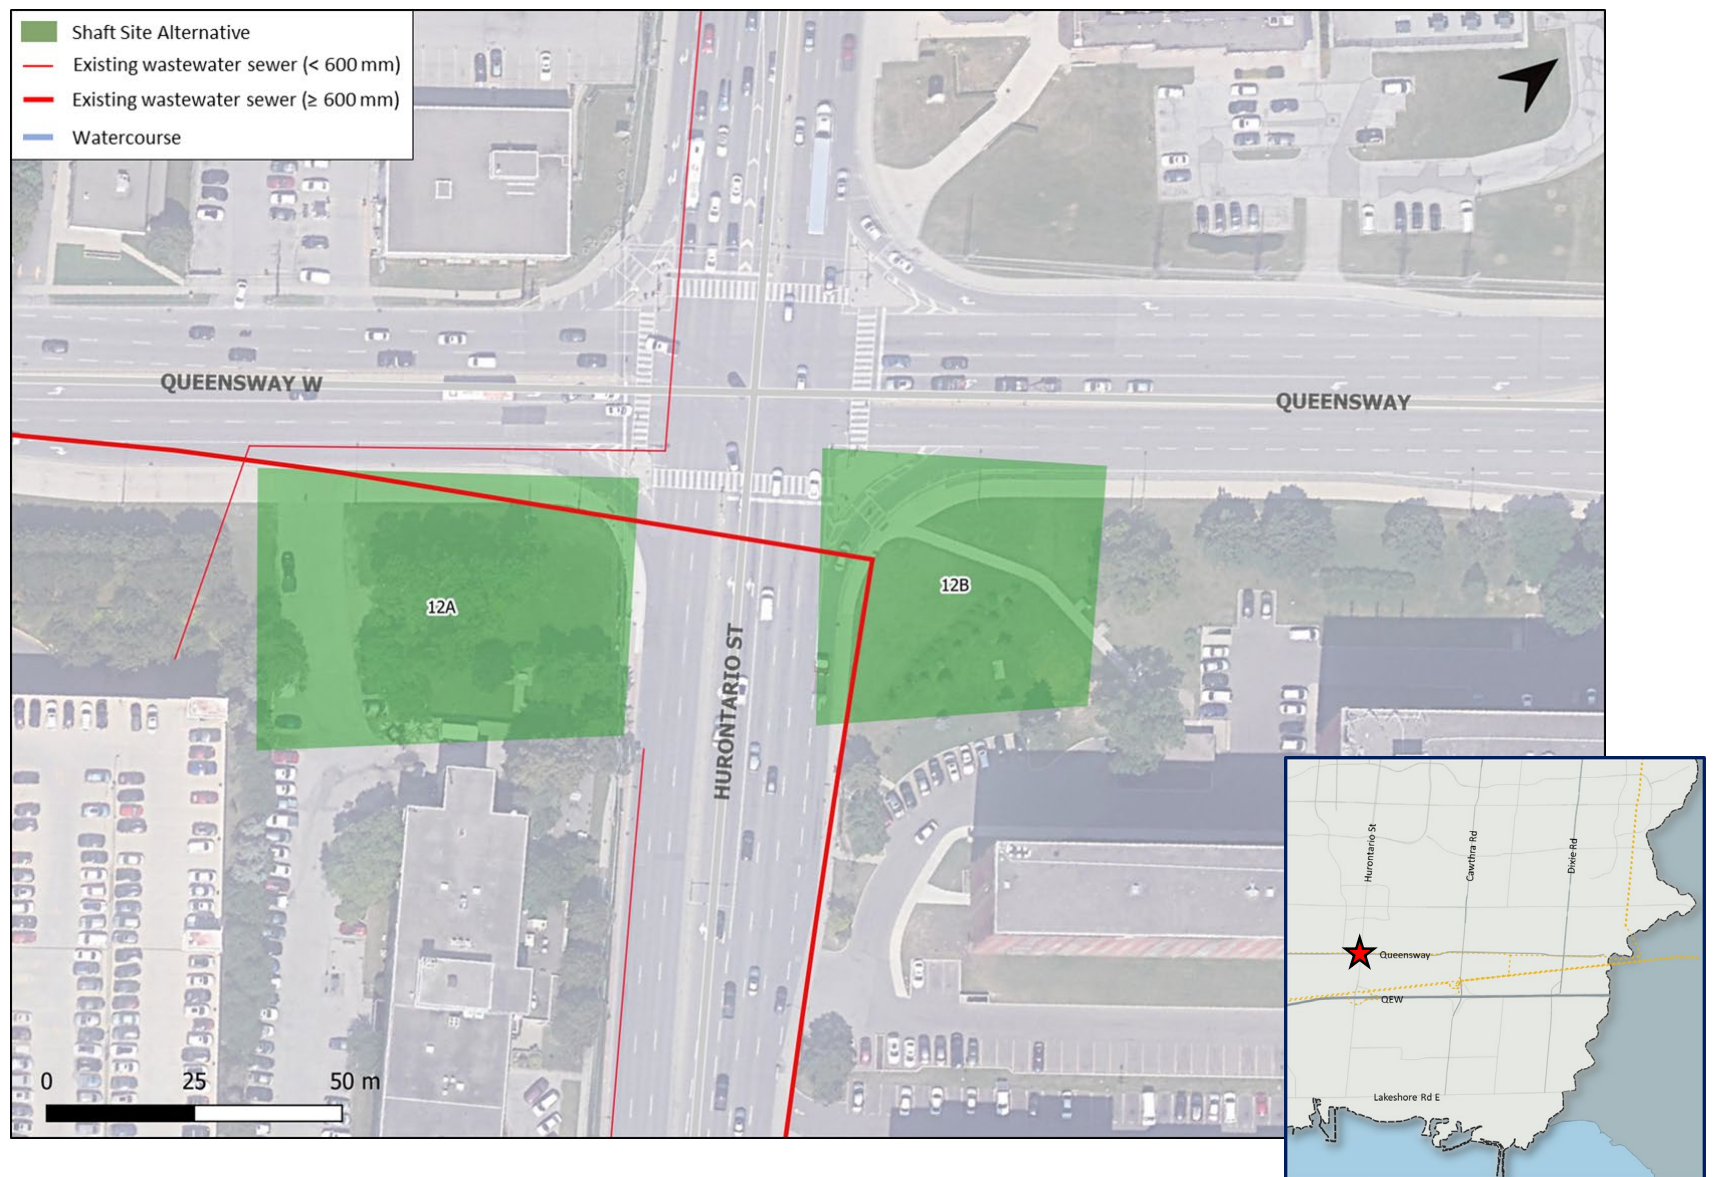 Shaft Site Alternative
Existing wastewater sewer (< 600 mm)
Existing wastewater sewer (≥ 600 mm)
Watercourse
QUEENSWAY W
QUEENSWAY
12A
12B
HURONTARIO ST
0 25 50 m
Hurontario St
Cawthra Rd
Dixie Rd
Queensway
QEW
Lakeshore Rd E